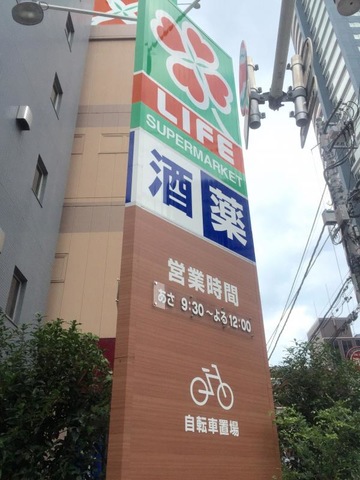 LIFE
SUPERMARKET
酒 薬
営業時間
あさ 9:30〜よる12:00
自転車置場